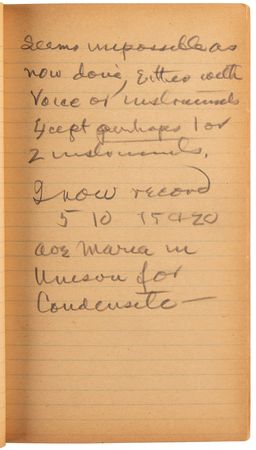 seems impossible as
now done, Either with
Voice or instruments
Except perhaps 1 or
2 instruments.
I now record
5 10 15 & 20
ave Maria in
Unison for
Condensite —